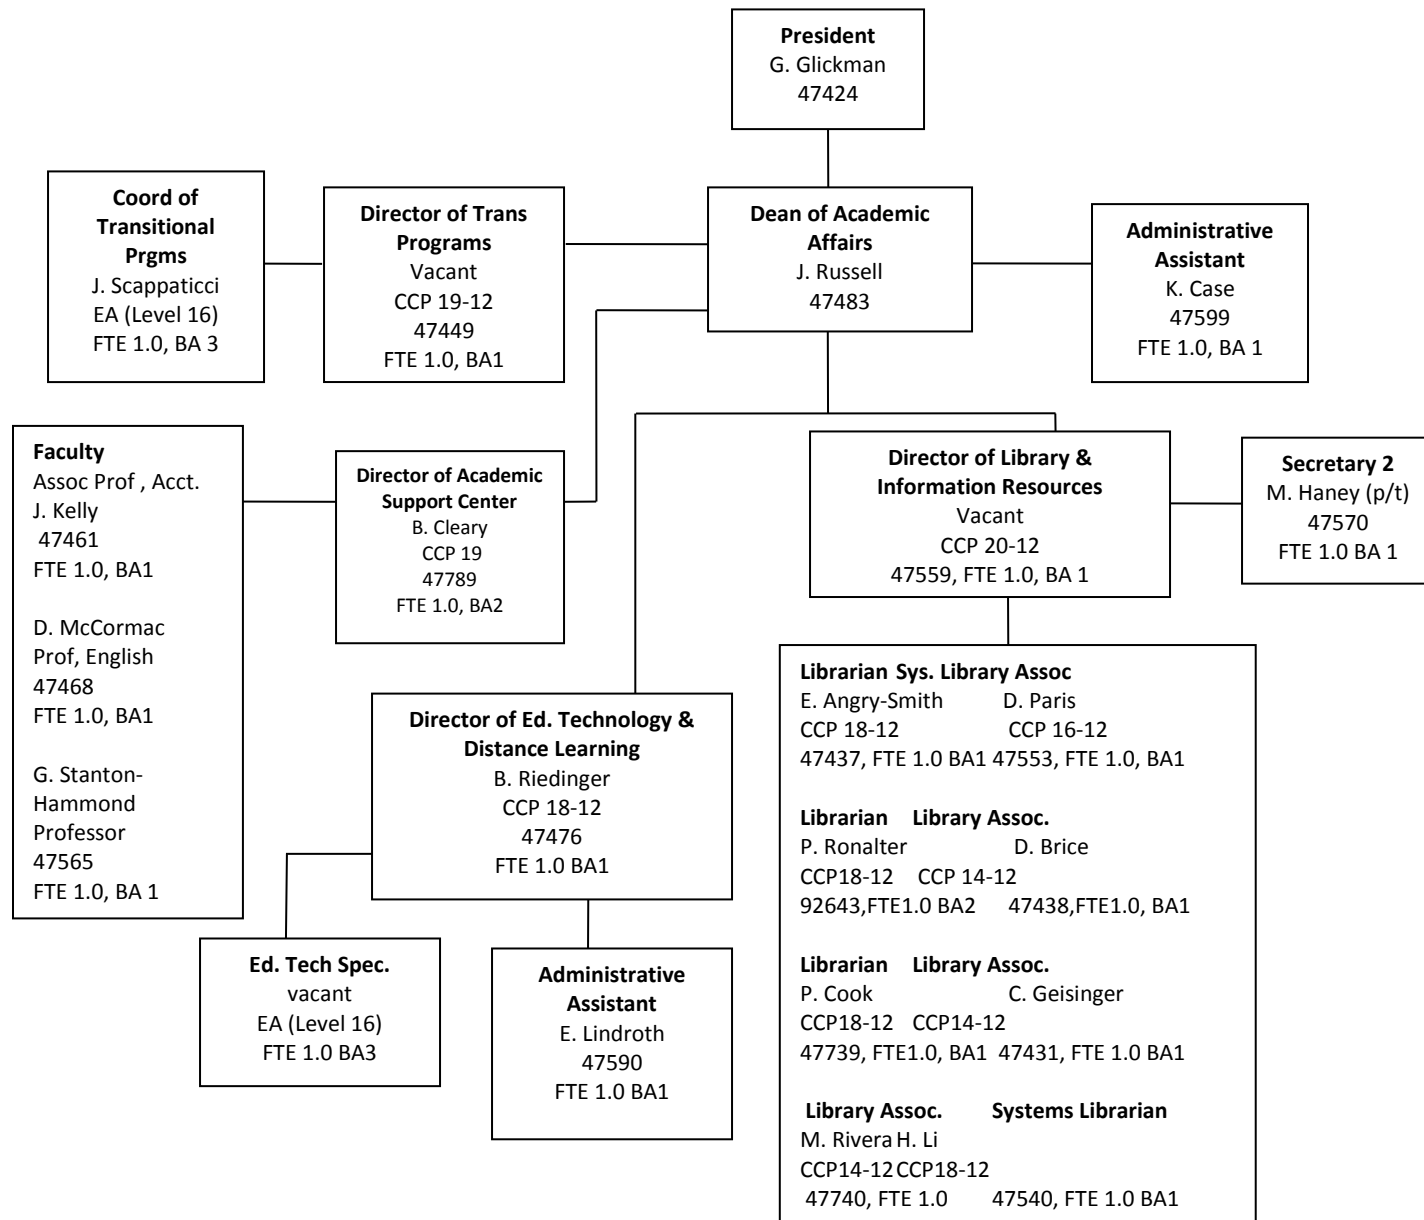 President
G. Glickman
47424
Coord of
Transitional
Prgms
J. Scappaticci
EA (Level 16)
FTE 1.0, BA 3
Director of Trans
Programs
Vacant
CCP 19-12
47449
FTE 1.0, BA1
Dean of Academic
Affairs
J. Russell
47483
Administrative
Assistant
K. Case
47599
FTE 1.0, BA 1
Faculty
Assoc Prof , Acct.
J. Kelly
47461
FTE 1.0, BA1
D. McCormac
Prof, English
47468
FTE 1.0, BA1
G. Stanton-
Hammond
Professor
47565
FTE 1.0, BA 1
Director of Academic
Support Center
B. Cleary
CCP 19
47789
FTE 1.0, BA2
Director of Library &
Information Resources
Vacant
CCP 20-12
47559, FTE 1.0, BA 1
Secretary 2
M. Haney (p/t)
47570
FTE 1.0 BA 1
Director of Ed. Technology &
Distance Learning
B. Riedinger
CCP 18-12
47476
FTE 1.0 BA1
Ed. Tech Spec.
vacant
EA (Level 16)
FTE 1.0 BA3
Administrative
Assistant
E. Lindroth
47590
FTE 1.0 BA1
Librarian Sys. Library Assoc
E. Angry-Smith D. Paris
CCP 18-12 CCP 16-12
47437, FTE 1.0 BA1 47553, FTE 1.0, BA1
Librarian Library Assoc.
P. Ronalter D. Brice
CCP18-12 CCP 14-12
92643,FTE1.0 BA2 47438,FTE1.0, BA1
Librarian Library Assoc.
P. Cook C. Geisinger
CCP18-12 CCP14-12
47739, FTE1.0, BA1 47431, FTE 1.0 BA1
Library Assoc. Systems Librarian
M. Rivera H. Li
CCP14-12 CCP18-12
47740, FTE 1.0 47540, FTE 1.0 BA1